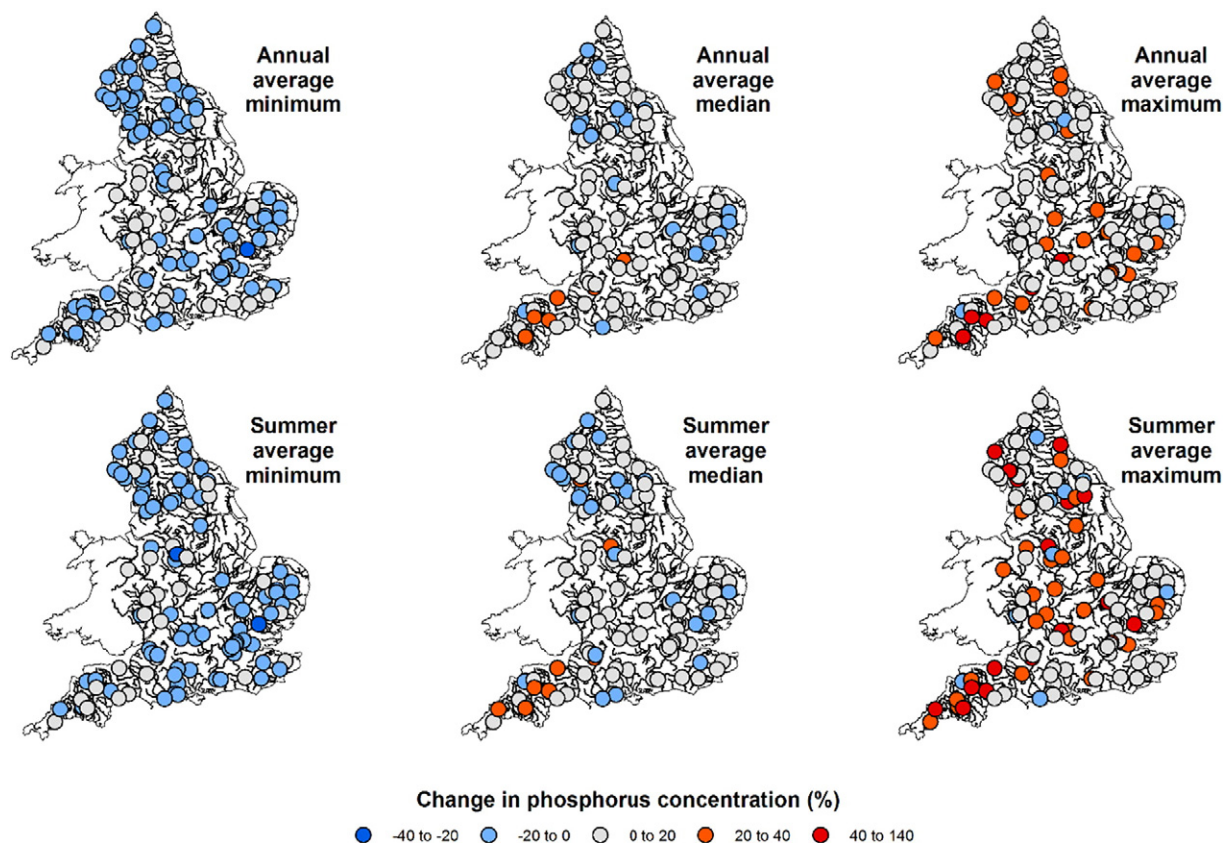 Annual
average
minimum
Annual
average
median
Annual
average
maximum
Summer
average
minimum
Summer
average
median
Summer
average
maximum
Change in phosphorus concentration (%)
-40 to -20 -20 to 0 0 to 20 20 to 40 40 to 140